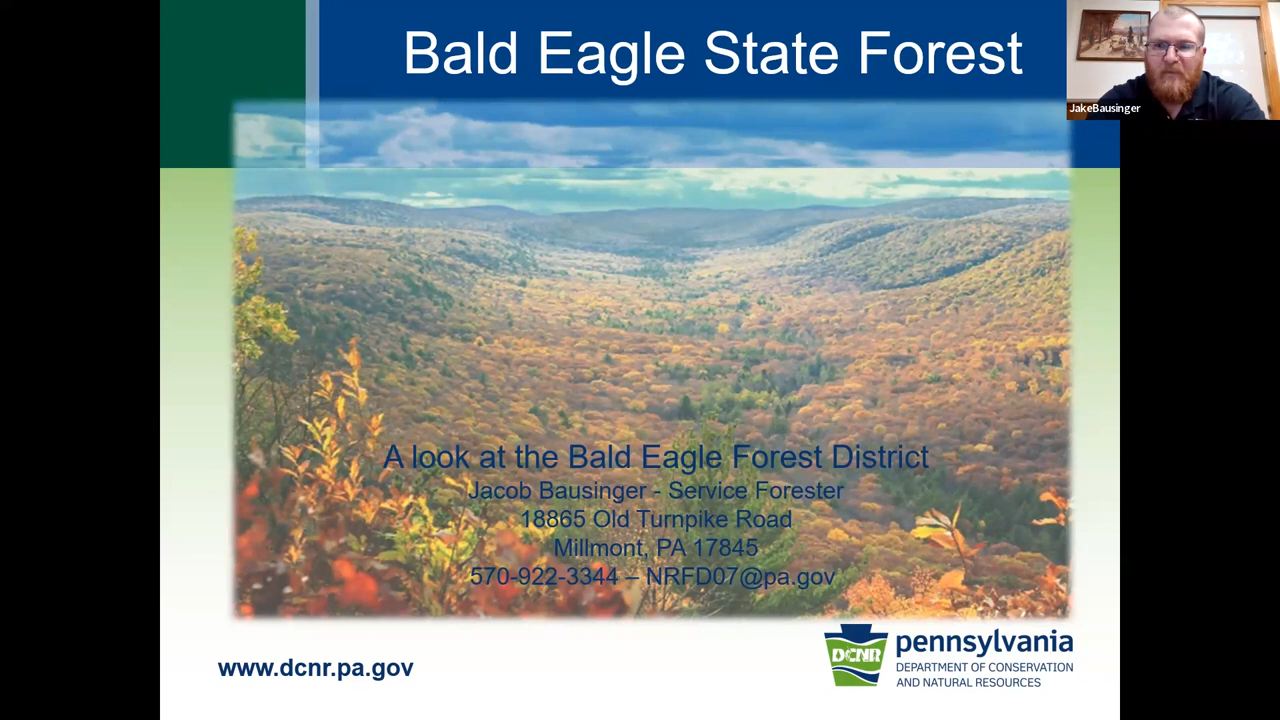 Bald Eagle State Forest
JakeBausinger
A look at the Bald Eagle Forest District
Jacob Bausinger - Service Forester
18865 Old Turnpike Road
Millmont, PA 17845
570-922-3344 – NRFD07@pa.gov
www.dcnr.pa.gov
DCNR
pennsylvania
DEPARTMENT OF CONSERVATION
AND NATURAL RESOURCES